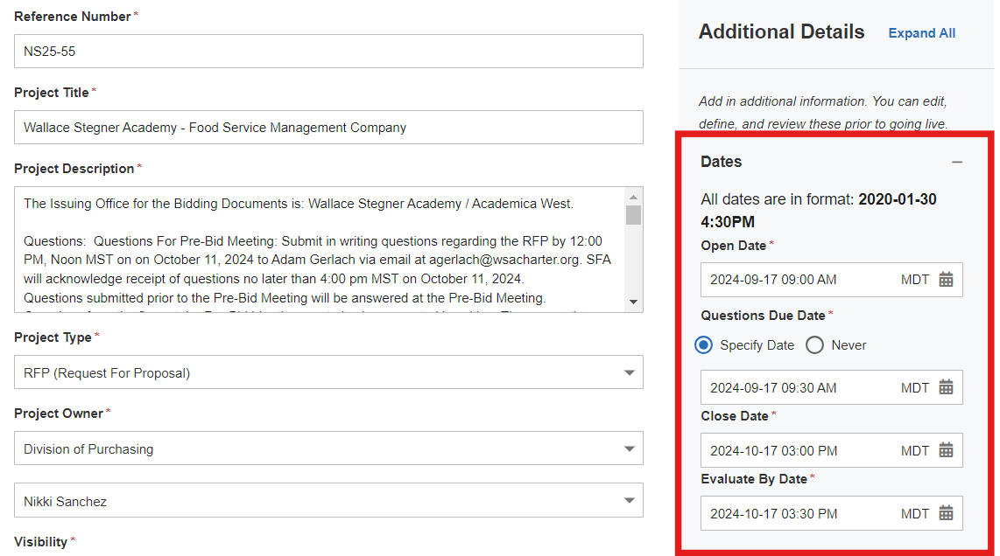 Reference Number*
NS25-55
Project Title*
Wallace Stegner Academy - Food Service Management Company
Project Description*
The Issuing Office for the Bidding Documents is: Wallace Stegner Academy / Academica West.
Questions:  Questions For Pre-Bid Meeting: Submit in writing questions regarding the RFP by 12:00
PM, Noon MST on on October 11, 2024 to Adam Gerlach via email at agerlach@wsacharter.org. SFA
will acknowledge receipt of questions no later than 4:00 pm MST on October 11, 2024.
Questions submitted prior to the Pre-Bid Meeting will be answered at the Pre-Bid Meeting.
Project Type*
RFP (Request For Proposal)
Project Owner*
Division of Purchasing
Nikki Sanchez
Visibility*
Additional Details
Expand All
Add in additional information. You can edit,
define, and review these prior to going live.
Dates
All dates are in format: 2020-01-30
4:30PM
Open Date*
2024-09-17 09:00 AM MDT
Questions Due Date*
Specify Date Never
2024-09-17 09:30 AM MDT
Close Date*
2024-10-17 03:00 PM MDT
Evaluate By Date*
2024-10-17 03:30 PM MDT